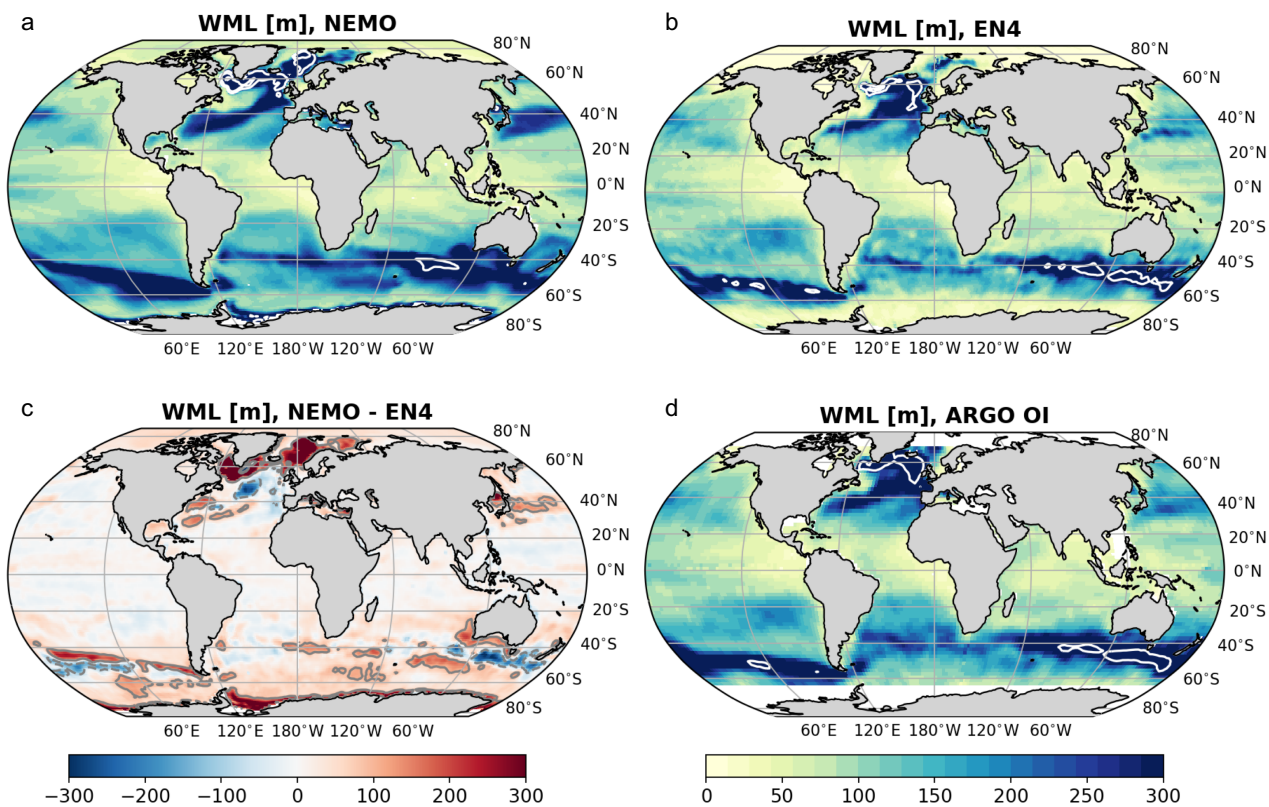 a
WML [m], NEMO
80°N
60°N
40°N
20°N
0°N
20°S
40°S
60°S
80°S
60°E 120°E 180°W 120°W 60°W
b
WML [m], EN4
80°N
60°N
40°N
20°N
0°N
20°S
40°S
60°S
80°S
60°E 120°E 180°W 120°W 60°W
c
WML [m], NEMO - EN4
80°N
60°N
40°N
20°N
0°N
20°S
40°S
60°S
80°S
60°E 120°E 180°W 120°W 60°W
−300 −200 −100 0 100 200 300
d
WML [m], ARGO OI
80°N
60°N
40°N
20°N
0°N
20°S
40°S
60°S
80°S
60°E 120°E 180°W 120°W 60°W
0 50 100 150 200 250 300